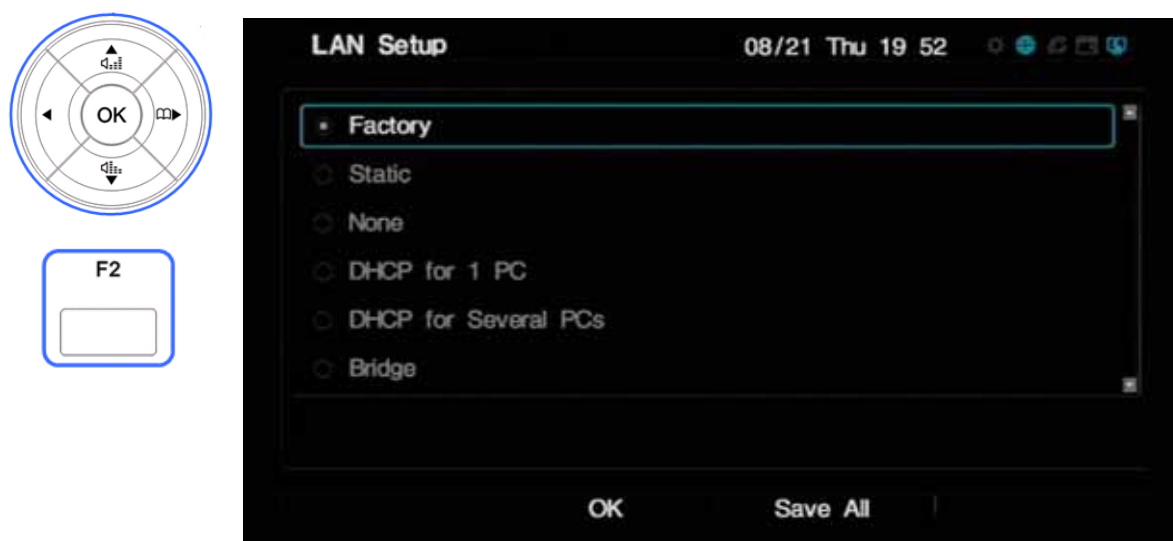 OK
F2
LAN Setup 08/21 Thu 19 52
Factory
Static
None
DHCP for 1 PC
DHCP for Several PCs
Bridge
OK Save All